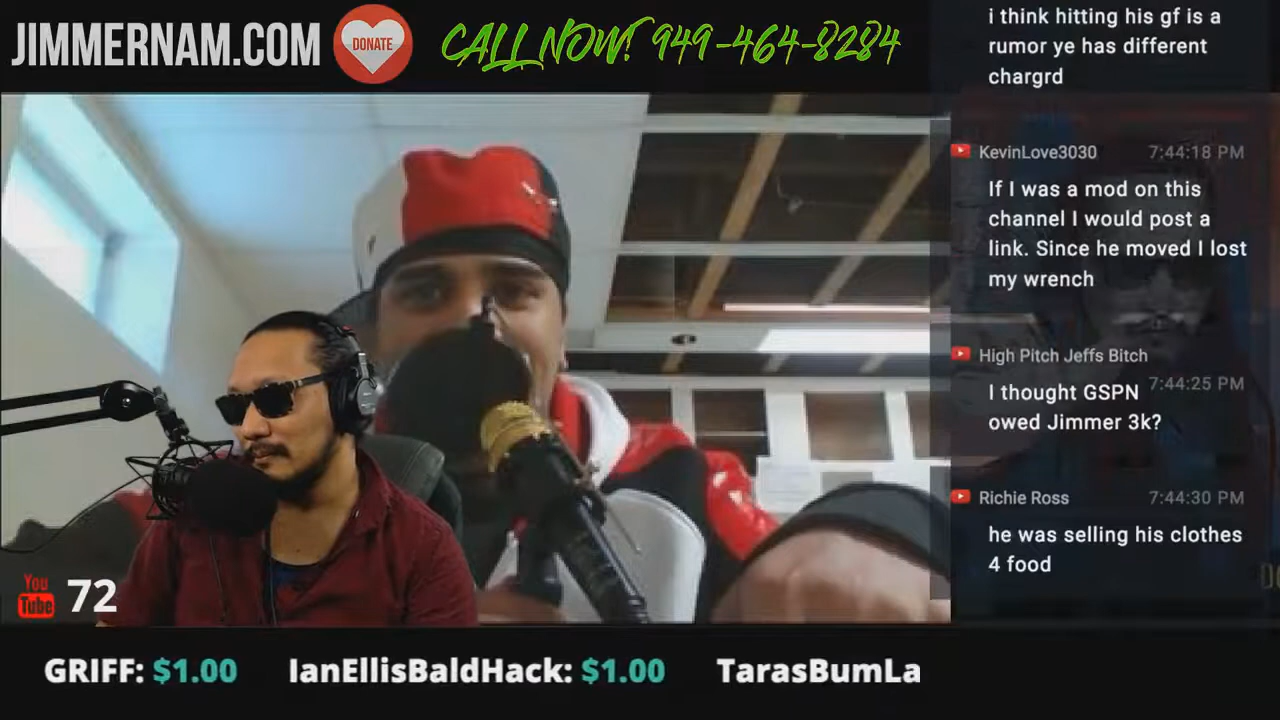 JIMMERNAM.COM
DONATE
CALL NOW! 949-464-8284
i think hitting his gf is a
rumor ye has different
chargrd
KevinLove3030 7:44:18 PM
If I was a mod on this
channel I would post a
link. Since he moved I lost
my wrench
High Pitch Jeffs Bitch
7:44:25 PM
I thought GSPN
owed Jimmer 3k?
Richie Ross 7:44:30 PM
he was selling his clothes
4 food
You
Tube
72
GRIFF: $1.00 IanEllisBaldHack: $1.00 TarasBumLa